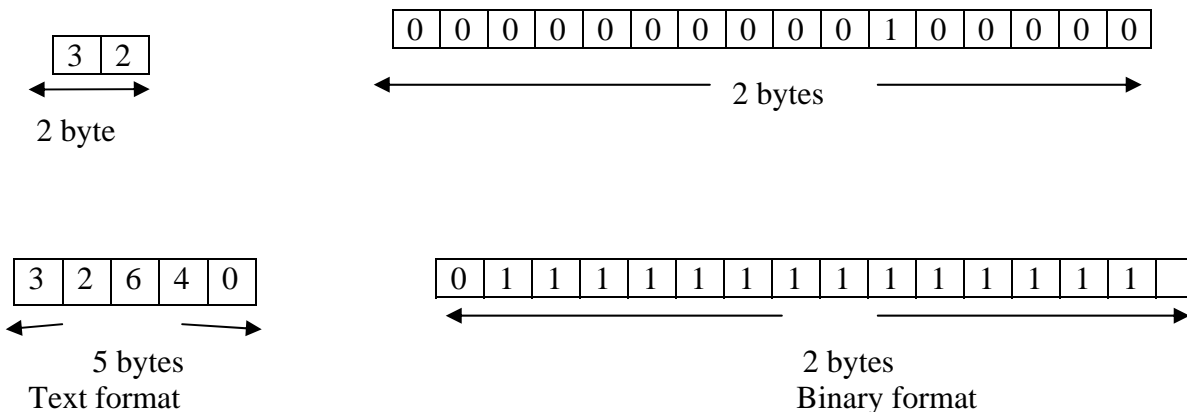 3 2
0 0 0 0 0 0 0 0 0 0 1 0 0 0 0 0
2 byte
2 bytes
3 2 6 4 0
0 1 1 1 1 1 1 1 1 1 1 1 1 1 1
5 bytes
2 bytes
Text format
Binary format